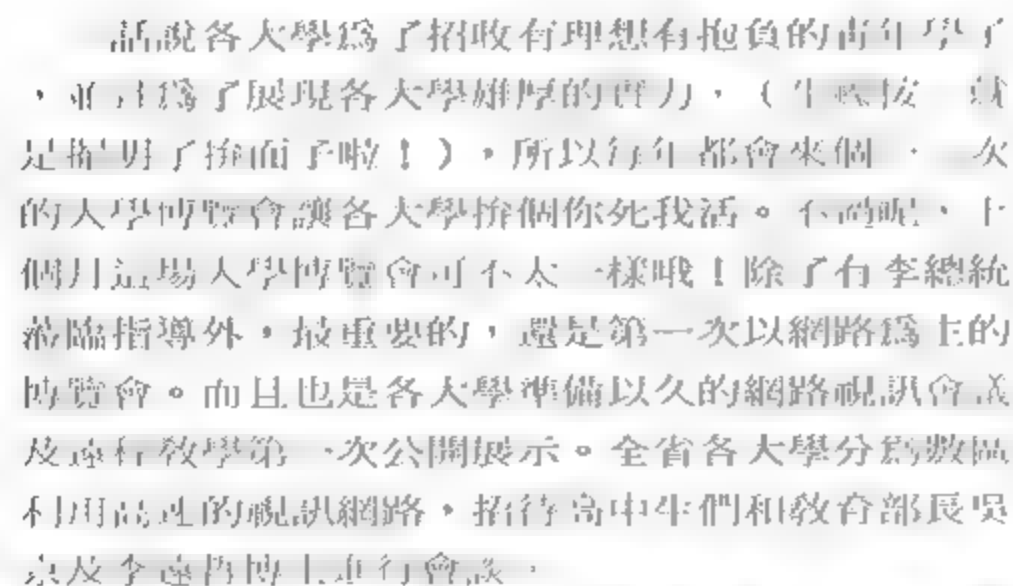 話說各大學為了招收有理想有抱負的青年學子
,並且為了展現各大學雄厚的實力,(
是擺明了拚面子啦!),所以每年都會來個一 次
的大學博覽會讓各大學拚個你死我活。不過呢,
個月這場大學博覽會可不太一樣哦!除了有李總統
蒞臨指導外,最重要的,還是第一次以網路為主的
博覽會。而且也是各大學準備以久的網路視訊會議
及遠程教學第一次公開展示。全省各大學分為數區
利用高速的視訊網路,招待高中生們和教育部長吳
京及李遠哲博士進行會談。